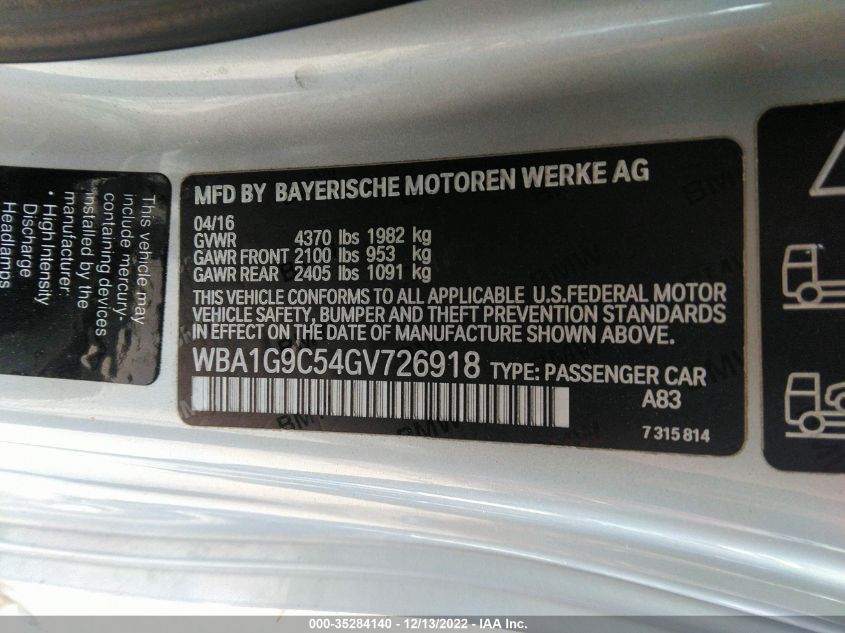 MFD BY BAYERISCHE MOTOREN WERKE AG
04/16
GVWR 4370 lbs 1982 kg
GAWR FRONT 2100 lbs 953 kg
GAWR REAR 2405 lbs 1091 kg
THIS VEHICLE CONFORMS TO ALL APPLICABLE U.S.FEDERAL MOTOR
VEHICLE SAFETY, BUMPER AND THEFT PREVENTION STANDARDS
IN EFFECT ON THE DATE OF MANUFACTURE SHOWN ABOVE.
WBA1G9C54GV726918 TYPE: PASSENGER CAR
A83
7 315 814
This vehicle may
include mercury-
containing devices
installed by the
manufacturer:
• High Intensity
Discharge
Headlamps
000-35284140 - 12/13/2022 - IAA Inc.